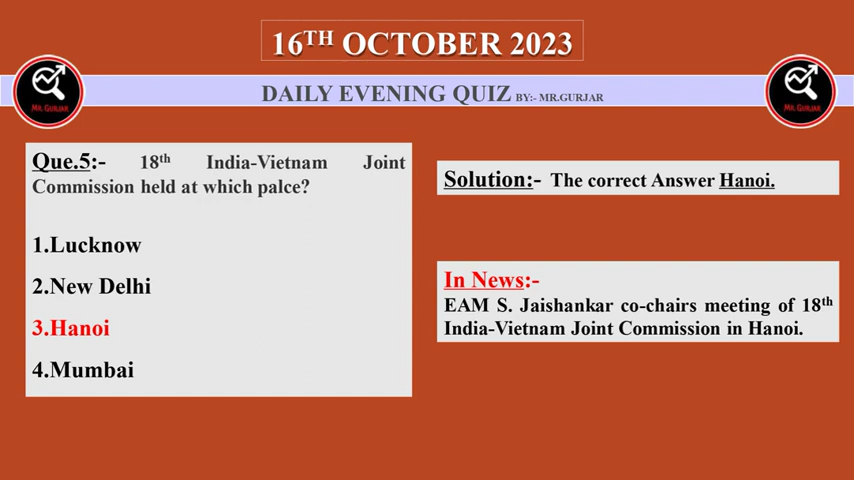 16TH OCTOBER 2023
MR.GURJAR
DAILY EVENING QUIZ BY:- MR.GURJAR
MR.GURJAR
Que.5:- 18th India-Vietnam Joint
Commission held at which palce?
1.Lucknow
2.New Delhi
3.Hanoi
4.Mumbai
Solution:- The correct Answer Hanoi.
In News:-
EAM S. Jaishankar co-chairs meeting of 18th
India-Vietnam Joint Commission in Hanoi.